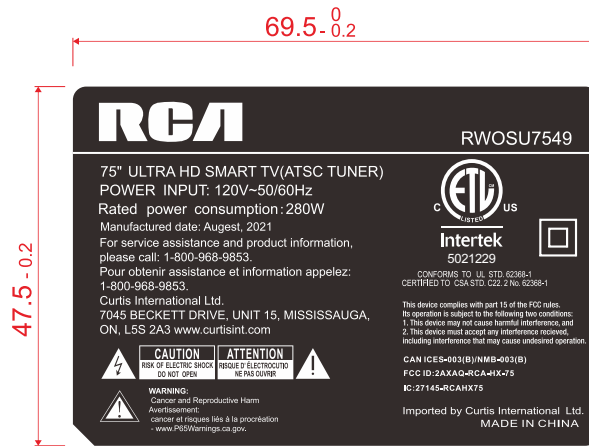 69.5-0
0.2
47.5-0.2
RCA
RWOSU7549
75" ULTRA HD SMART TV(ATSC TUNER)
POWER INPUT: 120V~50/60Hz
Rated power consumption:280W
Manufactured date: Augest, 2021
For service assistance and product information,
please call: 1-800-968-9853.
Pour obtenir assistance et information appelez:
1-800-968-9853.
Curtis International Ltd.
7045 BECKETT DRIVE, UNIT 15, MISSISSAUGA,
ON, L5S 2A3 www.curtisint.com
CAUTION
RISK OF ELECTRIC SHOCK
DO NOT OPEN
ATTENTION
RISQUE D'ÉLECTROCUTIO
NE PAS OUVRIR
WARNING:
Cancer and Reproductive Harm
Avertissement:
cancer et risques liés à la procréation
- www.P65Warnings.ca.gov.
ETL
CM
LISTED
C US
Intertek
5021229
CONFORMS TO UL STD. 62368-1
CERTIFIED TO CSA STD. C22. 2 No. 62368-1
This device complies with part 15 of the FCC rules.
Its operation is subject to the following two conditions:
1. This device may not cause harmful interference, and
2. This device must accept any interference recieved,
including interference that may cause undesired operation.
CAN ICES-003(B)/NMB-003(B)
FCC ID:2AXAQ-RCA-HX-75
IC:27145-RCAHX75
Imported by Curtis International Ltd.
MADE IN CHINA